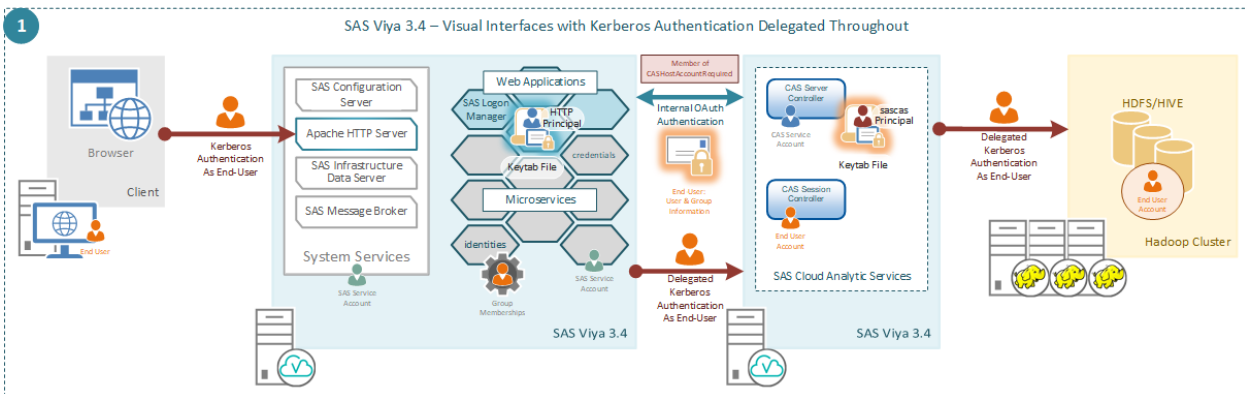 1
SAS Viya 3.4 – Visual Interfaces with Kerberos Authentication Delegated Throughout
Browser
Client
End User
Kerberos
Authentication
As End-User
SAS Configuration
Server
Apache HTTP Server
SAS Infrastructure
Data Server
SAS Message Broker
System Services
SAS Service
Account
Web Applications
SAS Logon
Manager
HTTP
Principal
Keytab File
credentials
Microservices
identities
Group
Memberships
SAS Service
Account
SAS Viya 3.4
Member of
CASHostAccountRequired
Internal OAuth
Authentication
End User:
User & Group
Information
Delegated
Kerberos
Authentication
As End-User
CAS Server
Controller
CAS Service
Account
sascas
Principal
Keytab File
CAS Session
Controller
End User
Account
SAS Cloud Analytic Services
SAS Viya 3.4
Delegated
Kerberos
Authentication
As End-User
HDFS/HIVE
End User
Account
Hadoop Cluster
V
V